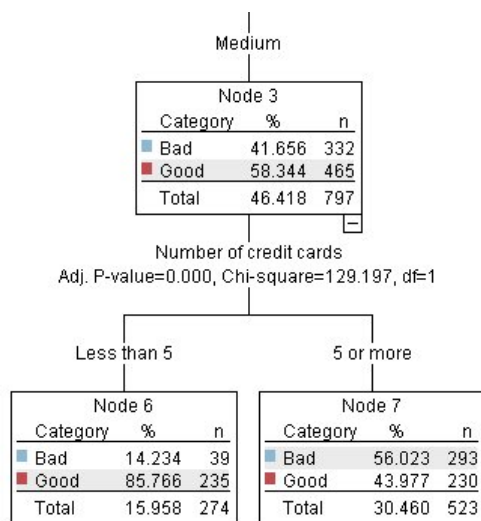 Medium
Node 3
Category % n
Bad 41.656 332
Good 58.344 465
Total 46.418 797
Number of credit cards
Adj. P-value=0.000, Chi-square=129.197, df=1
Less than 5
5 or more
Node 6
Category % n
Bad 14.234 39
Good 85.766 235
Total 15.958 274
Node 7
Category % n
Bad 56.023 293
Good 43.977 230
Total 30.460 523